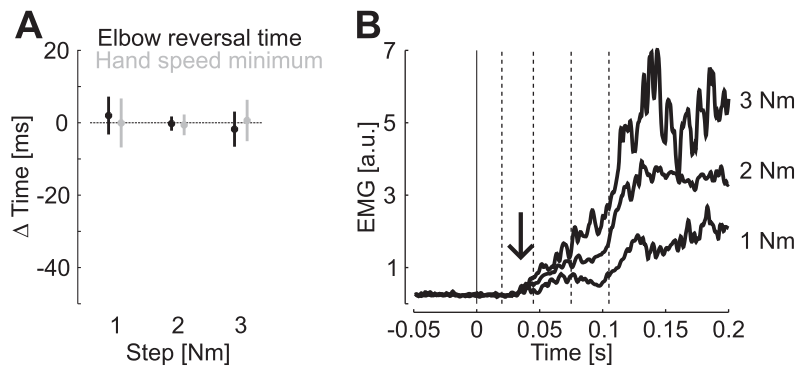 A
Elbow reversal time
Hand speed minimum
20
0
-20
-40
Δ Time [ms]
1 2 3
Step [Nm]
B
7
5
3
1
EMG [a.u.]
3 Nm
2 Nm
1 Nm
-0.05 0 0.05 0.1 0.15 0.2
Time [s]